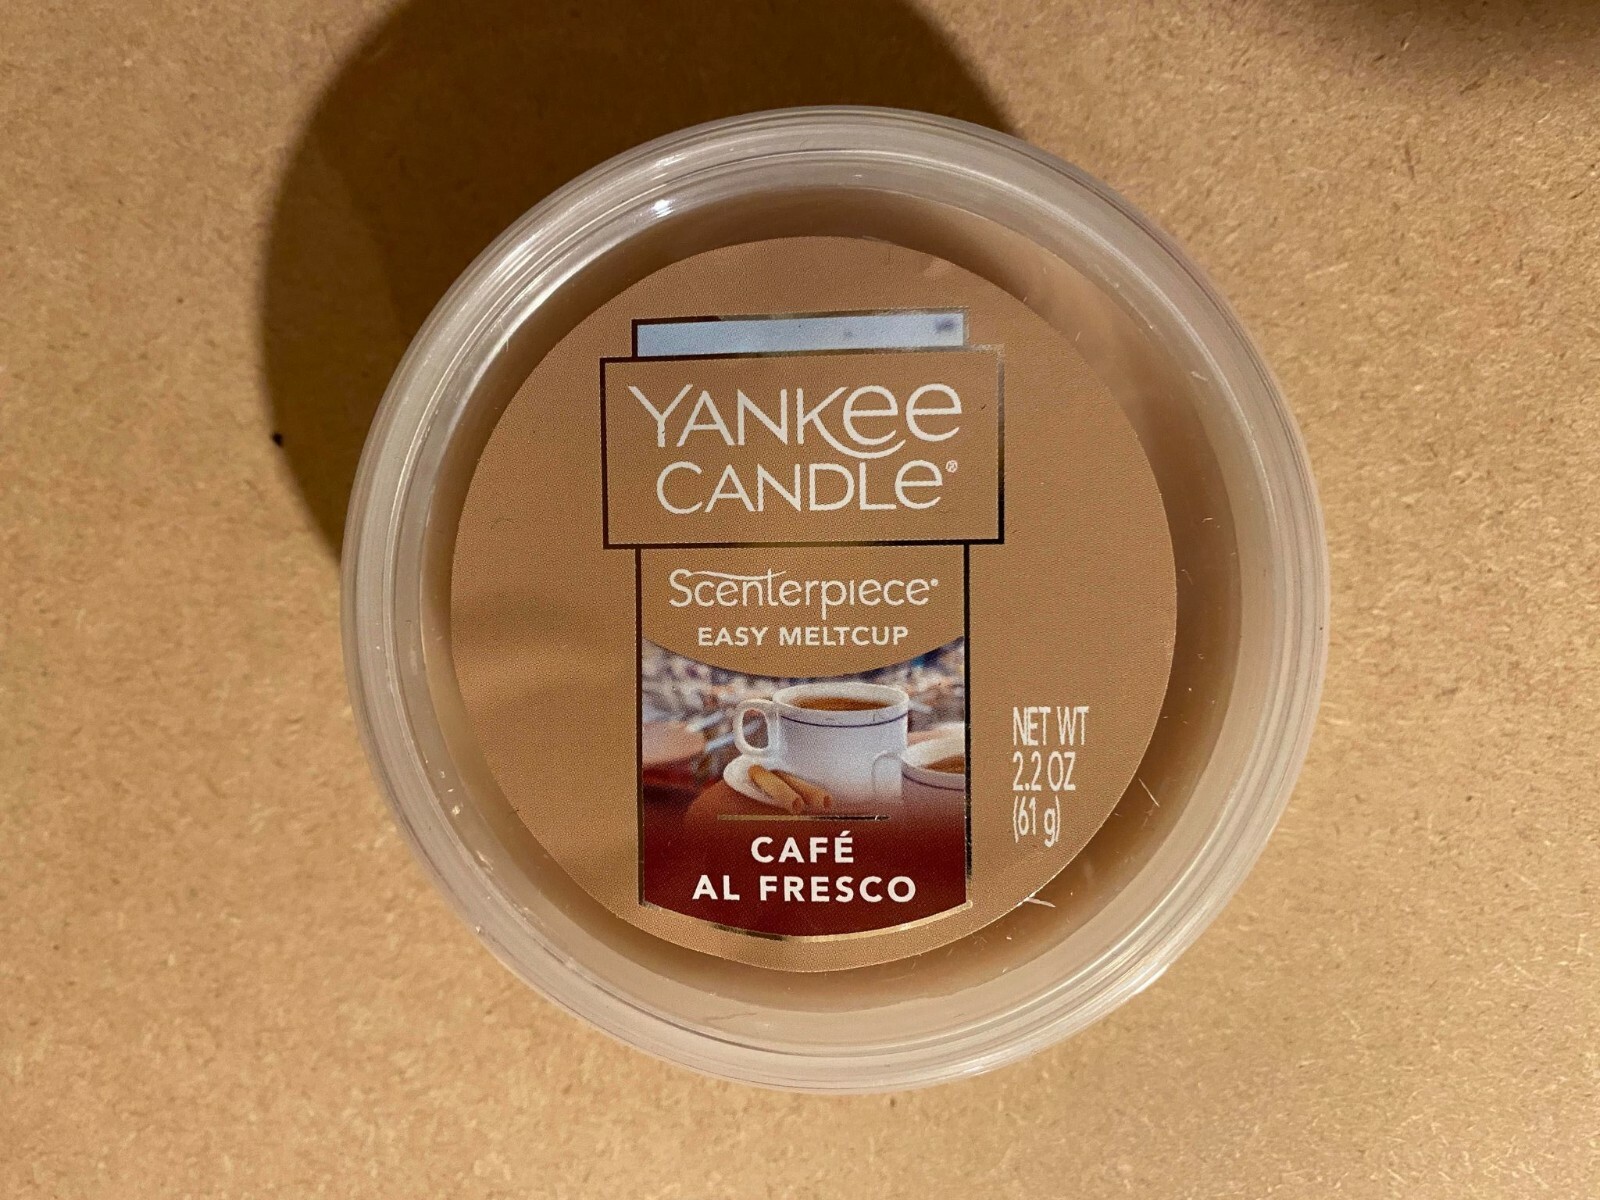 YANKEE
CANDLE®
Scenterpiece®
EASY MELTCUP
NET WT
2.2 OZ
(61 g)
CAFÉ
AL FRESCO